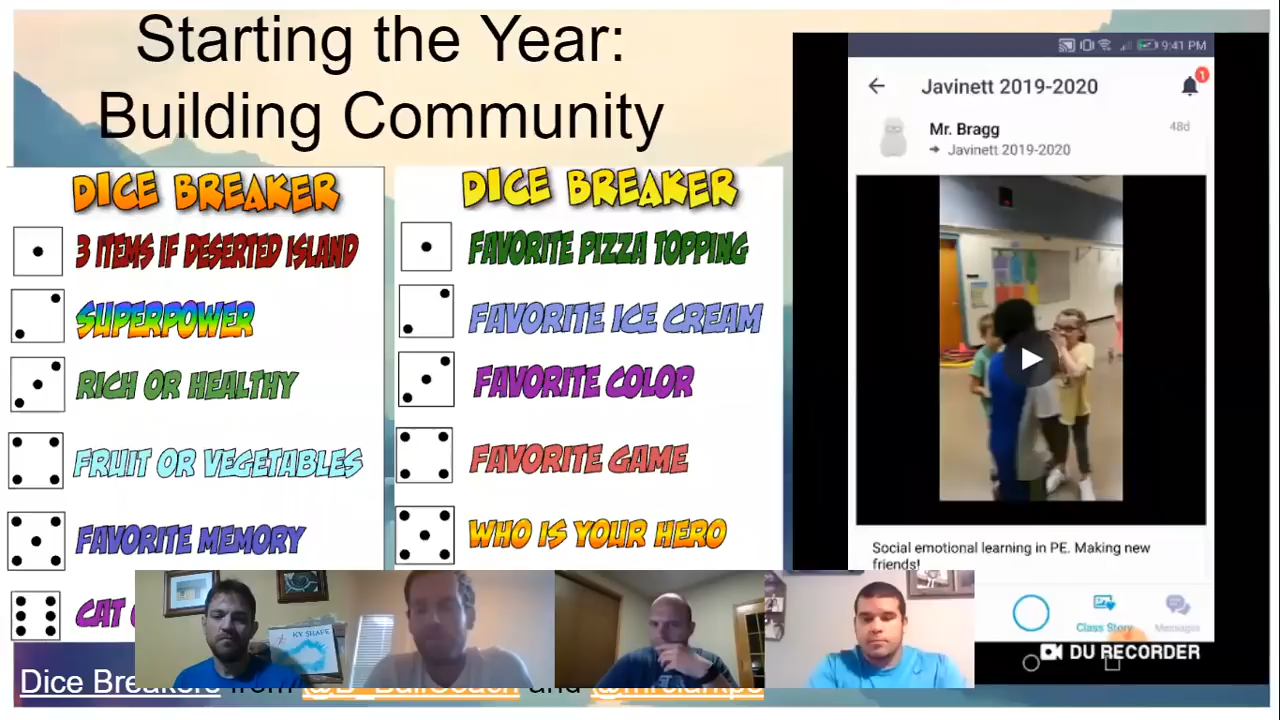 Starting the Year:
Building Community
DICE BREAKER
3 ITEMS IF DESERTED ISLAND
SUPERPOWER
RICH OR HEALTHY
FRUIT OR VEGETABLES
FAVORITE MEMORY
CAT
DICE BREAKER
FAVORITE PIZZA TOPPING
FAVORITE ICE CREAM
FAVORITE COLOR
FAVORITE GAME
WHO IS YOUR HERO
Dice Breakers from and
KY SHAPE
9:41 PM
Javinett 2019-2020
1
Mr. Bragg
48d
Javinett 2019-2020
Social emotional learning in PE. Making new
friends!
Class Story
Messages
DU RECORDER